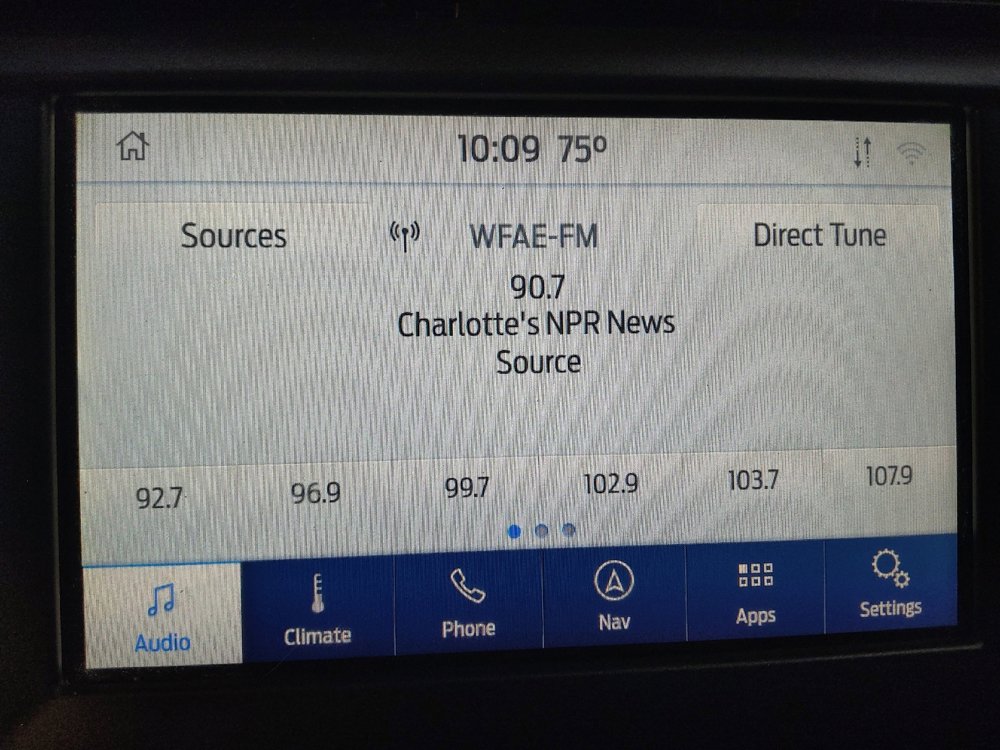 10:09 75°
Sources
WFAE-FM
Direct Tune
90.7
Charlotte's NPR News
Source
92.7 96.9 99.7 102.9 103.7 107.9
Audio Climate Phone Nav Apps Settings